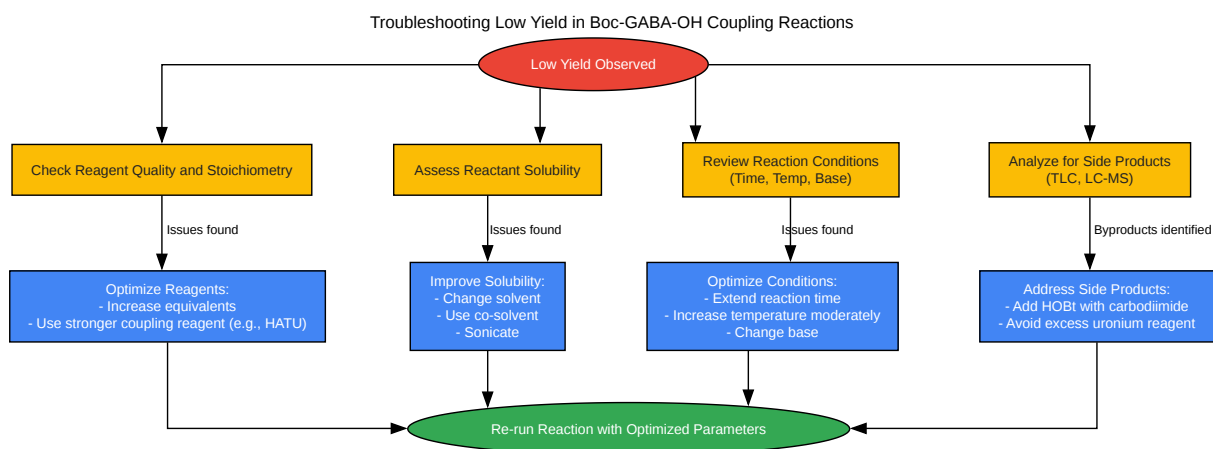 Troubleshooting Low Yield in Boc-GABA-OH Coupling Reactions
Low Yield Observed
Check Reagent Quality and Stoichiometry
Assess Reactant Solubility
Review Reaction Conditions
(Time, Temp, Base)
Analyze for Side Products
(TLC, LC-MS)
Issues found
Issues found
Issues found
Byproducts identified
Optimize Reagents:
- Increase equivalents
- Use stronger coupling reagent (e.g., HATU)
Improve Solubility:
- Change solvent
- Use co-solvent
- Sonicate
Optimize Conditions:
- Extend reaction time
- Increase temperature moderately
- Change base
Address Side Products:
- Add HOBt with carbodiimide
- Avoid excess uronium reagent
Re-run Reaction with Optimized Parameters